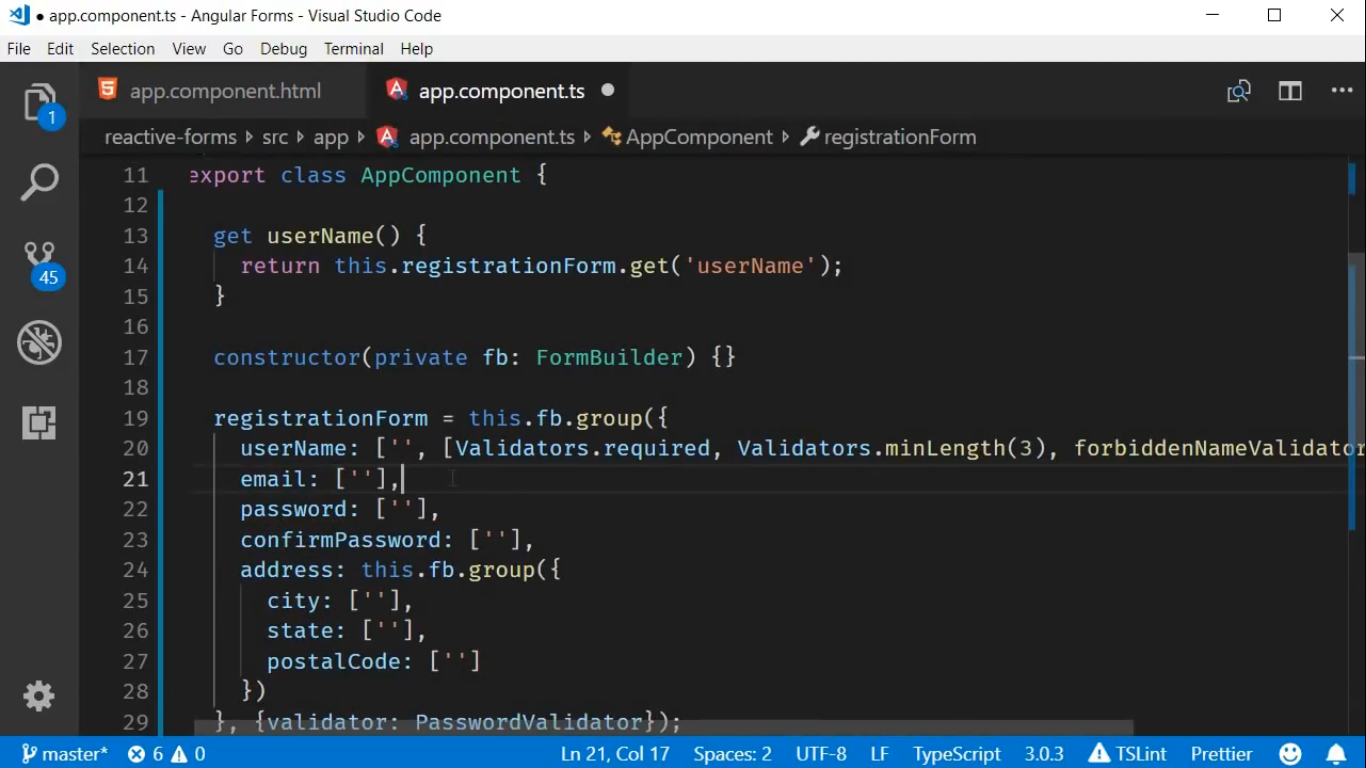 app.component.ts - Angular Forms - Visual Studio Code
File Edit Selection View Go Debug Terminal Help
1
app.component.html app.component.ts
reactive-forms src app app.component.ts AppComponent registrationForm
11 export class AppComponent {
12
13 get userName() {
14 return this.registrationForm.get('userName');
15 }
16
17 constructor(private fb: FormBuilder) {}
18
19 registrationForm = this.fb.group({
20 userName: ['', [Validators.required, Validators.minLength(3), forbiddenNameValidator
21 email: [''],
22 password: [''],
23 confirmPassword: [''],
24 address: this.fb.group({
25 city: [''],
26 state: [''],
27 postalCode: ['']
28 })
29 }, {validator: PasswordValidator});
45
master* 6 0 Ln 21, Col 17 Spaces: 2 UTF-8 LF TypeScript 3.0.3 TSLint Prettier